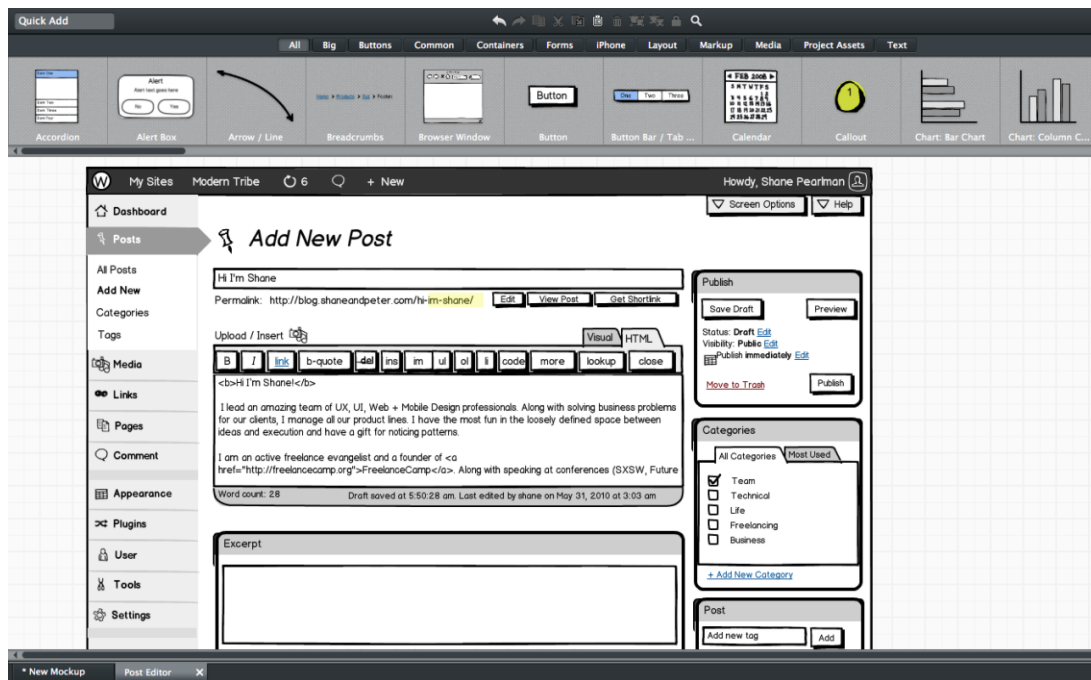 Quick Add
All Big Buttons Common Containers Forms iPhone Layout Markup Media Project Assets Text
Alert
Alert text goes here
No Yes
Button
One Two Three
FEB 2008
S M T W T F S
1
Accordion Alert Box Arrow / Line Breadcrumbs Browser Window Button Button Bar / Tab ... Calendar Callout Chart: Bar Chart Chart: Column C...
My Sites Modern Tribe 6 + New Howdy, Shane Pearlman
Screen Options Help
Dashboard
Posts
All Posts
Add New
Categories
Tags
Media
Links
Pages
Comment
Appearance
Plugins
User
Tools
Settings
Add New Post
Hi I'm Shane
Permalink: http://blog.shaneandpeter.com/hi-im-shane/ Edit View Post Get Shortlink
Upload / Insert Visual HTML
B I link b-quote del ins im ul ol li code more lookup close
<b>Hi I'm Shane!</b>
I lead an amazing team of UX, UI, Web + Mobile Design professionals. Along with solving business problems
for our clients, I manage all our product lines. I have the most fun in the loosely defined space between
ideas and execution and have a gift for noticing patterns.
I am an active freelance evangelist and a founder of <a
href="http://freelancecamp.org">FreelanceCamp</a>. Along with speaking at conferences (SXSW, Future
Word count: 28 Draft saved at 5:50:28 am. Last edited by shane on May 31, 2010 at 3:03 am
Excerpt
Publish
Save Draft Preview
Status: Draft Edit
Visibility: Public Edit
Publish immediately Edit
Move to Trash Publish
Categories
All Categories Most Used
Team
Technical
Life
Freelancing
Business
+ Add New Category
Post
Add new tag Add
* New Mockup Post Editor X